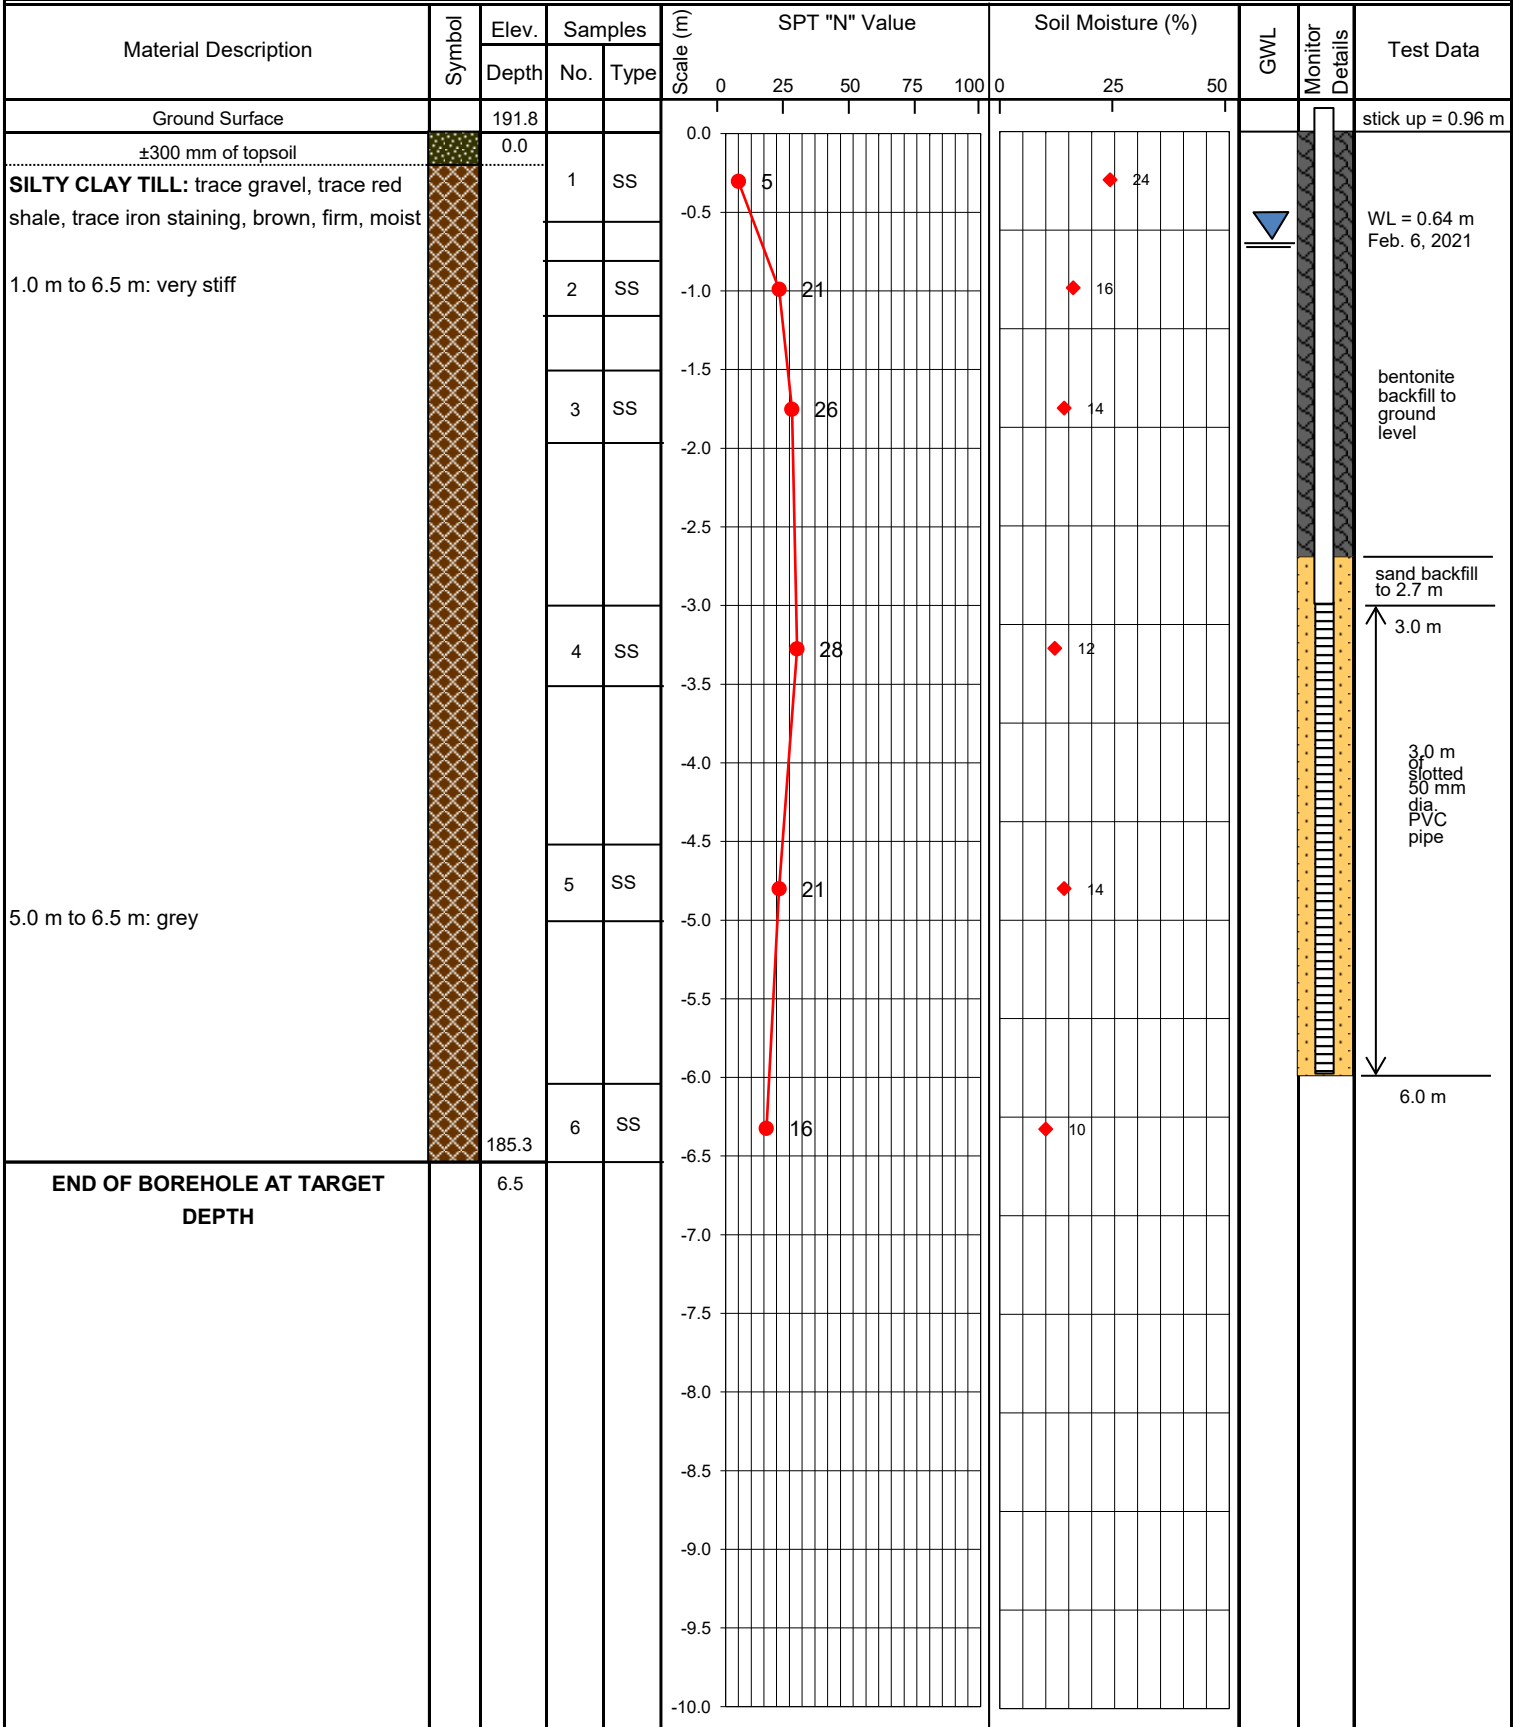 Material Description
Symbol
Elev.
Depth
Samples
No. Type
Scale (m)
SPT "N" Value
0 25 50 75 100
Soil Moisture (%)
0 25 50
GWL
Monitor
Details
Test Data
Ground Surface
191.8
stick up = 0.96 m
±300 mm of topsoil
0.0
0.0
SILTY CLAY TILL: trace gravel, trace red
shale, trace iron staining, brown, firm, moist
1 SS
5
24
-0.5
WL = 0.64 m
Feb. 6, 2021
1.0 m to 6.5 m: very stiff
2 SS
-1.0
21
16
-1.5
bentonite
backfill to
ground
level
3 SS
26
14
-2.0
-2.5
sand backfill
to 2.7 m
-3.0
3.0 m
4 SS
28
12
-3.5
-4.0
3.0 m
of
slotted
50 mm
dia.
PVC
pipe
-4.5
5 SS
21
14
5.0 m to 6.5 m: grey
-5.0
-5.5
-6.0
6.0 m
6 SS
16
10
185.3
-6.5
END OF BOREHOLE AT TARGET
DEPTH
6.5
-7.0
-7.5
-8.0
-8.5
-9.0
-9.5
-10.0